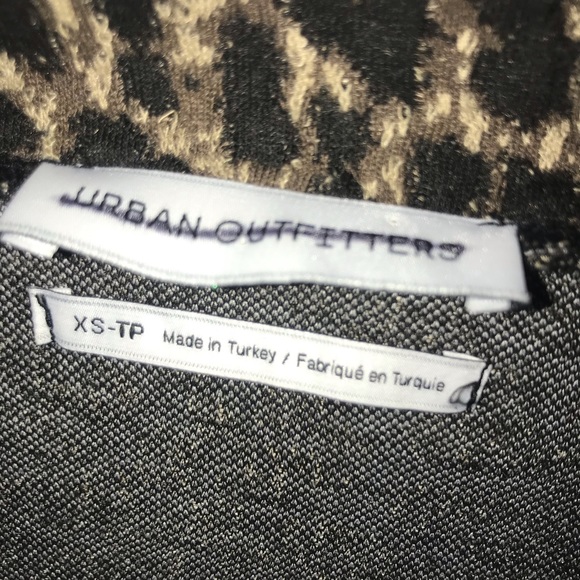 URBAN OUTFITTERS
XS-TP Made in Turkey / Fabriqué en Turquie